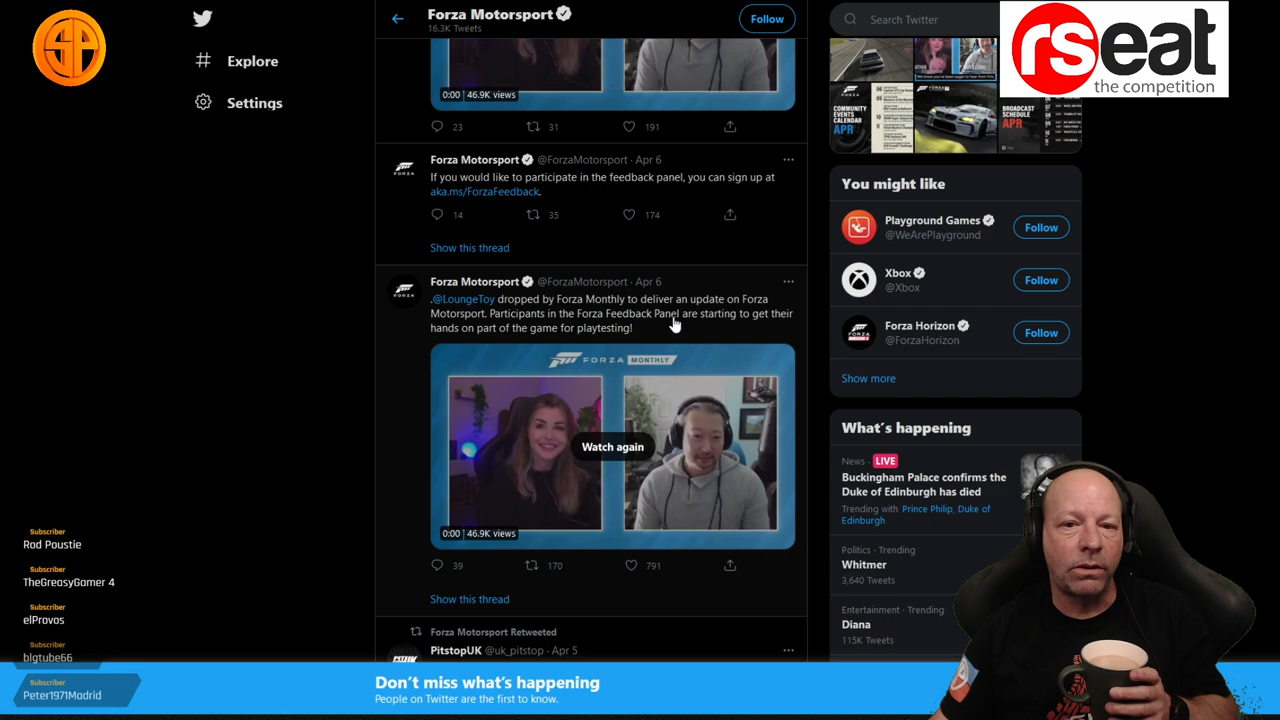 SP
Explore
Settings
Subscriber
Rod Poustie
Subscriber
TheGreasyGamer 4
Subscriber
elProvos
Subscriber
blgtube66
Subscriber
Peter1971Madrid
Forza Motorsport
16.3K Tweets
Follow
0:00 46.9K views
23 31 191
Forza Motorsport @ForzaMotorsport · Apr 6
If you would like to participate in the feedback panel, you can sign up at
aka.ms/ForzaFeedback.
14 35 174
Show this thread
Forza Motorsport @ForzaMotorsport · Apr 6
.@LoungeToy dropped by Forza Monthly to deliver an update on Forza
Motorsport. Participants in the Forza Feedback Panel are starting to get their
hands on part of the game for playtesting!
FORZA MONTHLY
Watch again
0:00 46.9K views
39 170 791
Show this thread
Forza Motorsport Retweeted
PitstopUK @uk_pitstop · Apr 5
Search Twitter
rseat
the competition
COMMUNITY
EVENTS
CALENDAR
APR
BROADCAST
SCHEDULE
APR
You might like
Playground Games
@WeArePlayground
Follow
Xbox
@Xbox
Follow
Forza Horizon
@ForzaHorizon
Follow
Show more
What's happening
News · LIVE
Buckingham Palace confirms the
Duke of Edinburgh has died
Trending with Prince Philip, Duke of
Edinburgh
Politics · Trending
Whitmer
3,640 Tweets
Entertainment · Trending
Diana
115K Tweets
Don't miss what's happening
People on Twitter are the first to know.